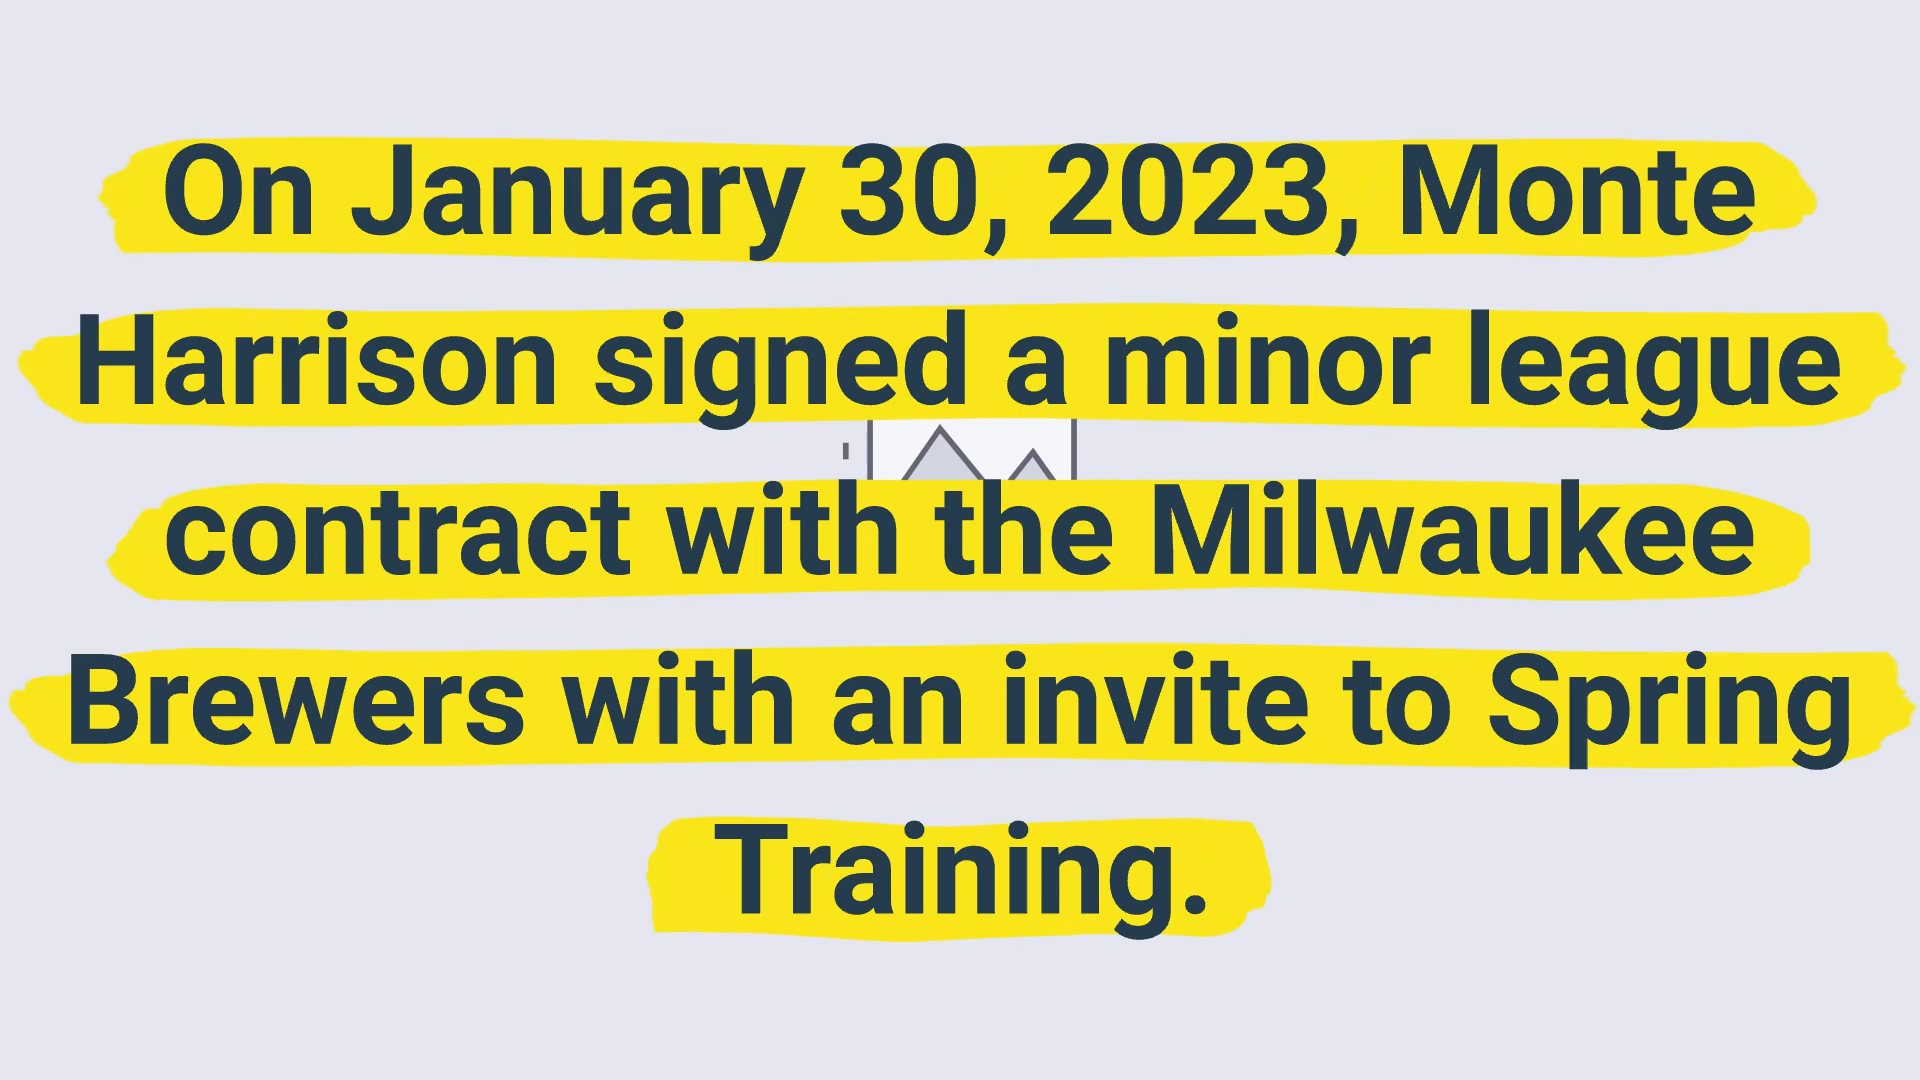 On January 30, 2023, Monte
Harrison signed a minor league
contract with the Milwaukee
Brewers with an invite to Spring
Training.